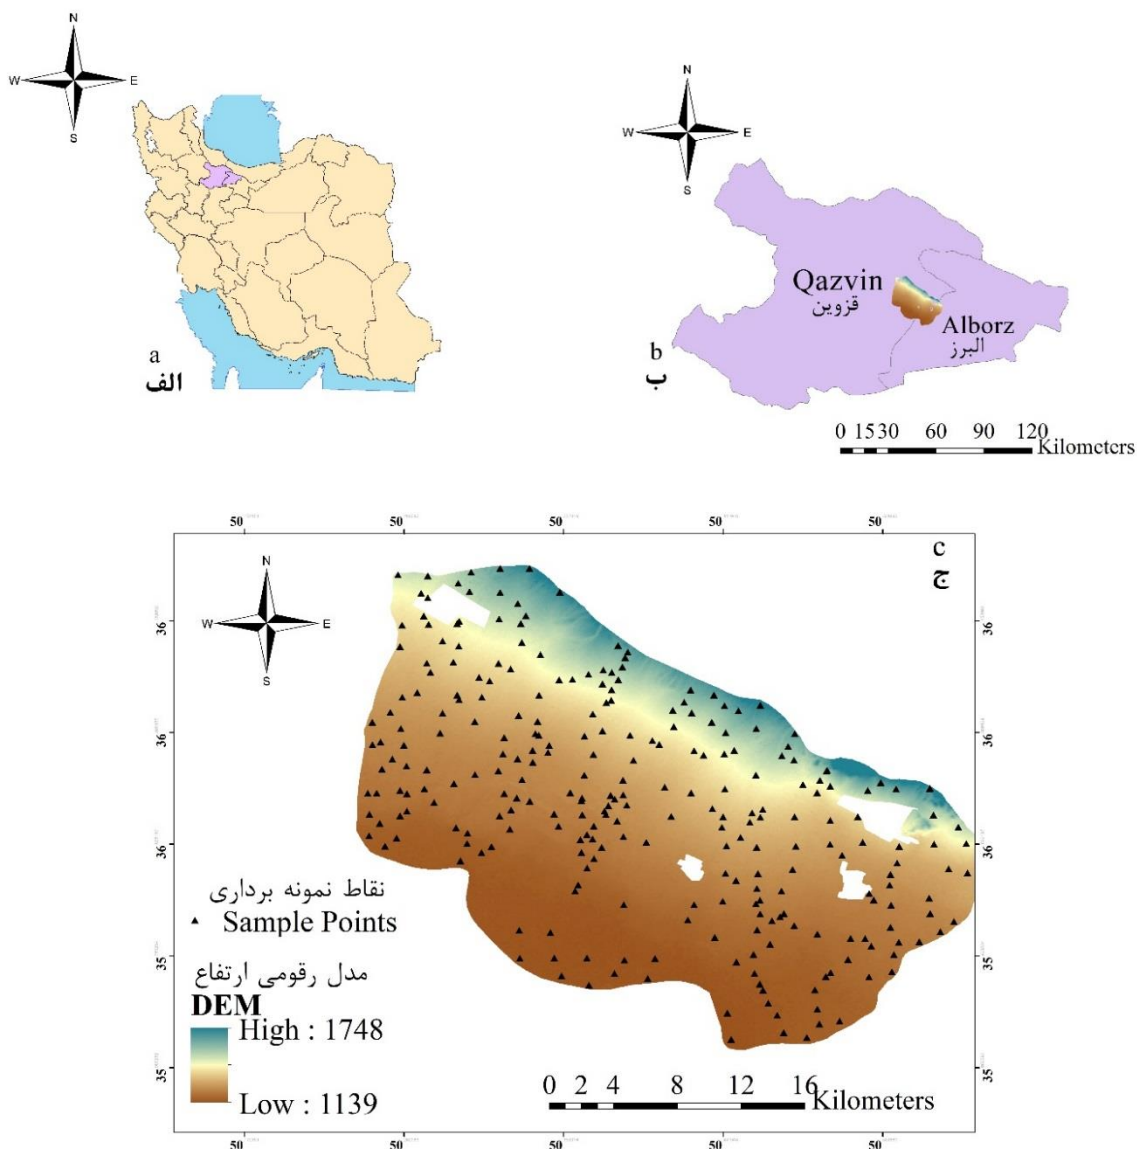 N
W E
S
a
الف
N
W E
S
Qazvin
قزوین
Alborz
البرز
b
ب
0 15 30 60 90 120
Kilometers
50 50 50 50 50
c
ج
N
W E
S
36 36
36 36
36 36
35 35
35 35
نقاط نمونه برداری
Sample Points
مدل رقومی ارتفاع
DEM
High : 1748
Low : 1139
0 2 4 8 12 16
Kilometers
50 50 50 50 50